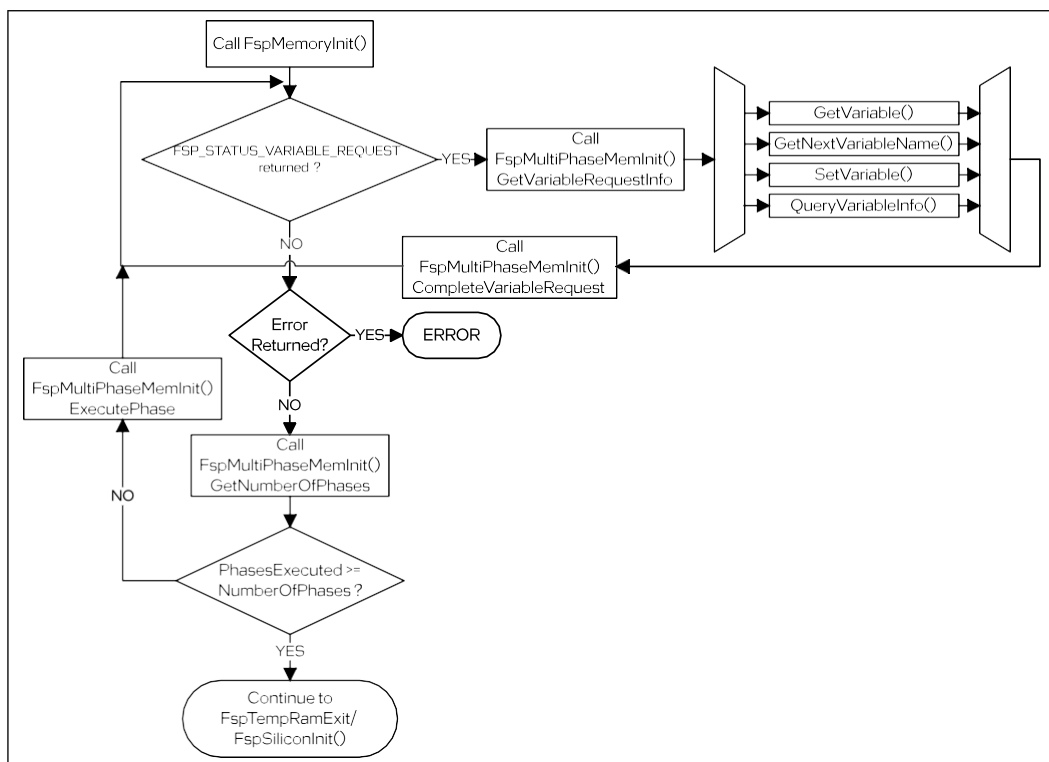 Call FspMemoryInit()
FSP_STATUS_VARIABLE_REQUEST
returned ?
YES
Call
FspMultiPhaseMemInit()
GetVariableRequestInfo
GetVariable()
GetNextVariableName()
SetVariable()
QueryVariableInfo()
NO
Call
FspMultiPhaseMemInit()
CompleteVariableRequest
Error
Returned?
YES
ERROR
Call
FspMultiPhaseMemInit()
ExecutePhase
NO
Call
FspMultiPhaseMemInit()
GetNumberOfPhases
NO
PhasesExecuted >=
NumberOfPhases ?
YES
Continue to
FspTempRamExit/
FspSiliconInit()